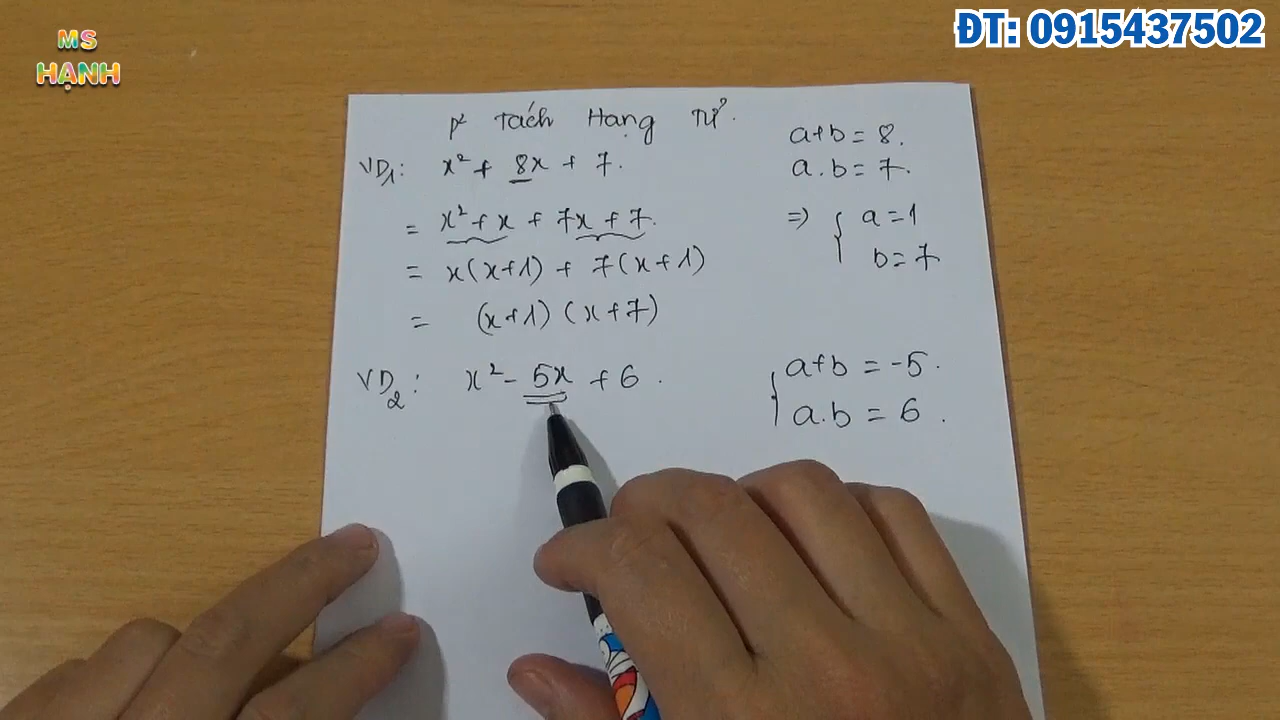 MS
HẠNH
ĐT: 0915437502
P² Tách Hạng Tử.
VD1: x² + 8x + 7.
= x² + x + 7x + 7.
= x(x+1) + 7(x+1)
= (x+1)(x+7)
a+b = 8.
a.b = 7.
=> { a = 1
b = 7
VD2: x² - 5x + 6.
{ a+b = -5.
a.b = 6.